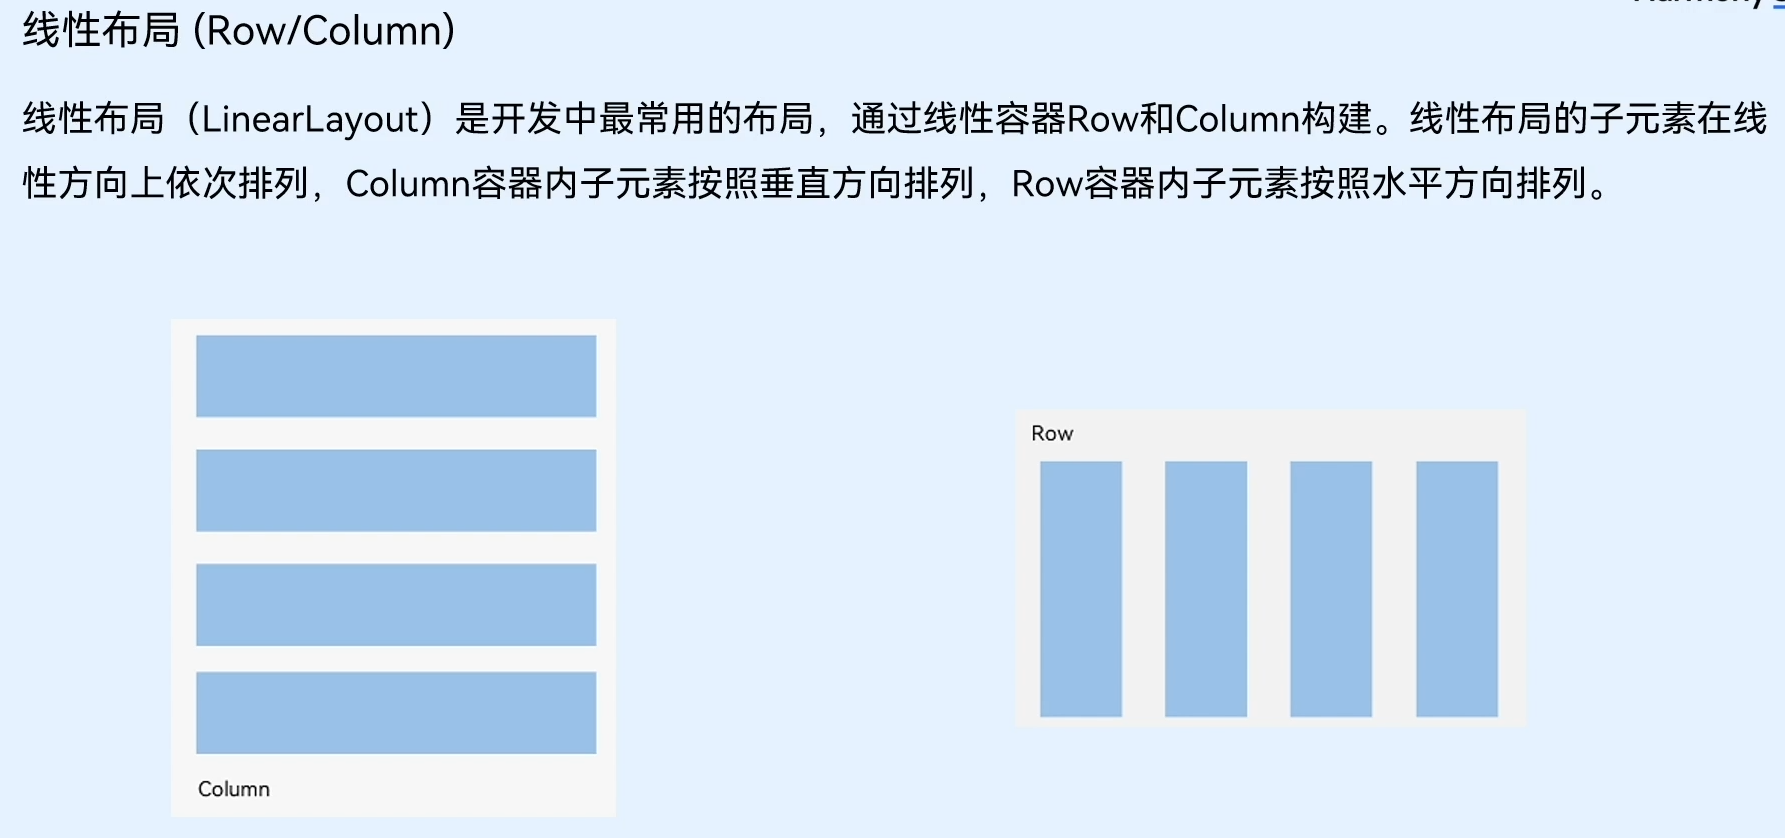 线性布局 (Row/Column)
线性布局（LinearLayout）是开发中最常用的布局，通过线性容器Row和Column构建。线性布局的子元素在线
性方向上依次排列，Column容器内子元素按照垂直方向排列，Row容器内子元素按照水平方向排列。
Row
Column